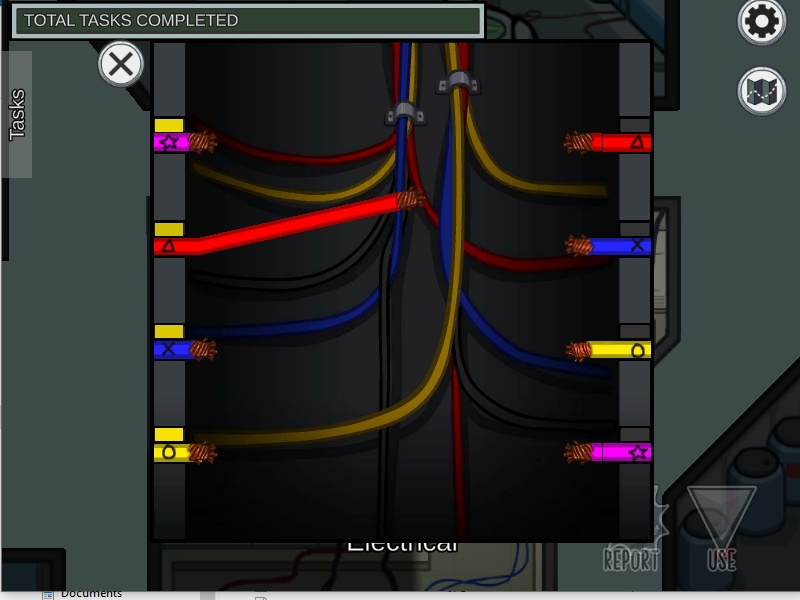 TOTAL TASKS COMPLETED
Tasks
Electrical
REPORT
USE
Documents